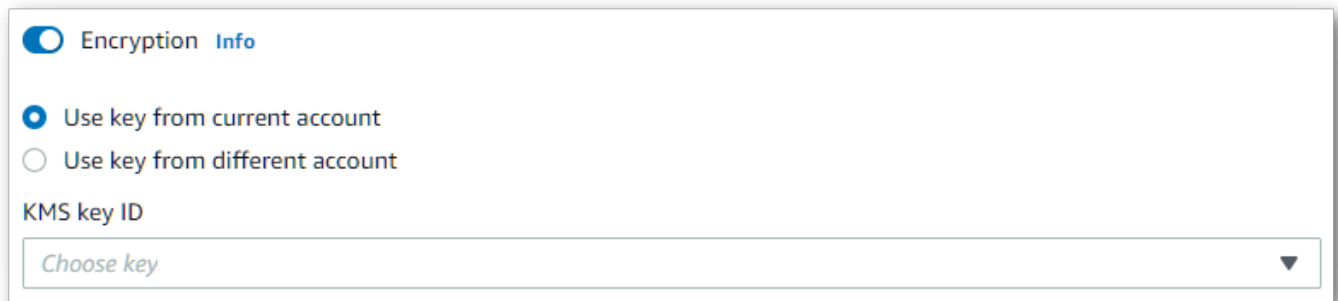 Encryption Info
Use key from current account
Use key from different account
KMS key ID
Choose key